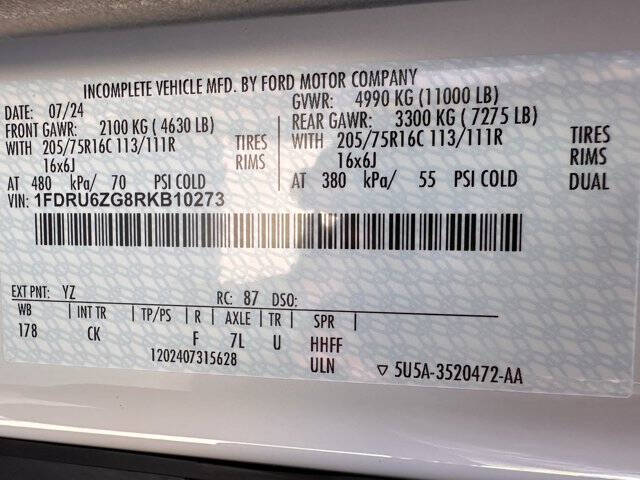 INCOMPLETE VEHICLE MFD. BY FORD MOTOR COMPANY
DATE: 07/24 GVWR: 4990 KG (11000 LB)
FRONT GAWR: 2100 KG ( 4630 LB) REAR GAWR: 3300 KG ( 7275 LB)
WITH 205/75R16C 113/111R TIRES WITH 205/75R16C 113/111R TIRES
16x6J RIMS 16x6J RIMS
AT 480 kPa/ 70 PSI COLD AT 380 kPa/ 55 PSI COLD DUAL
VIN: 1FDRU6ZG8RKB10273
EXT PNT: YZ RC: 87 DSO:
WB INT TR TP/PS R AXLE TR SPR
178 CK F 7L U HHFF
1202407315628 ULN ▽ 5U5A-3520472-AA